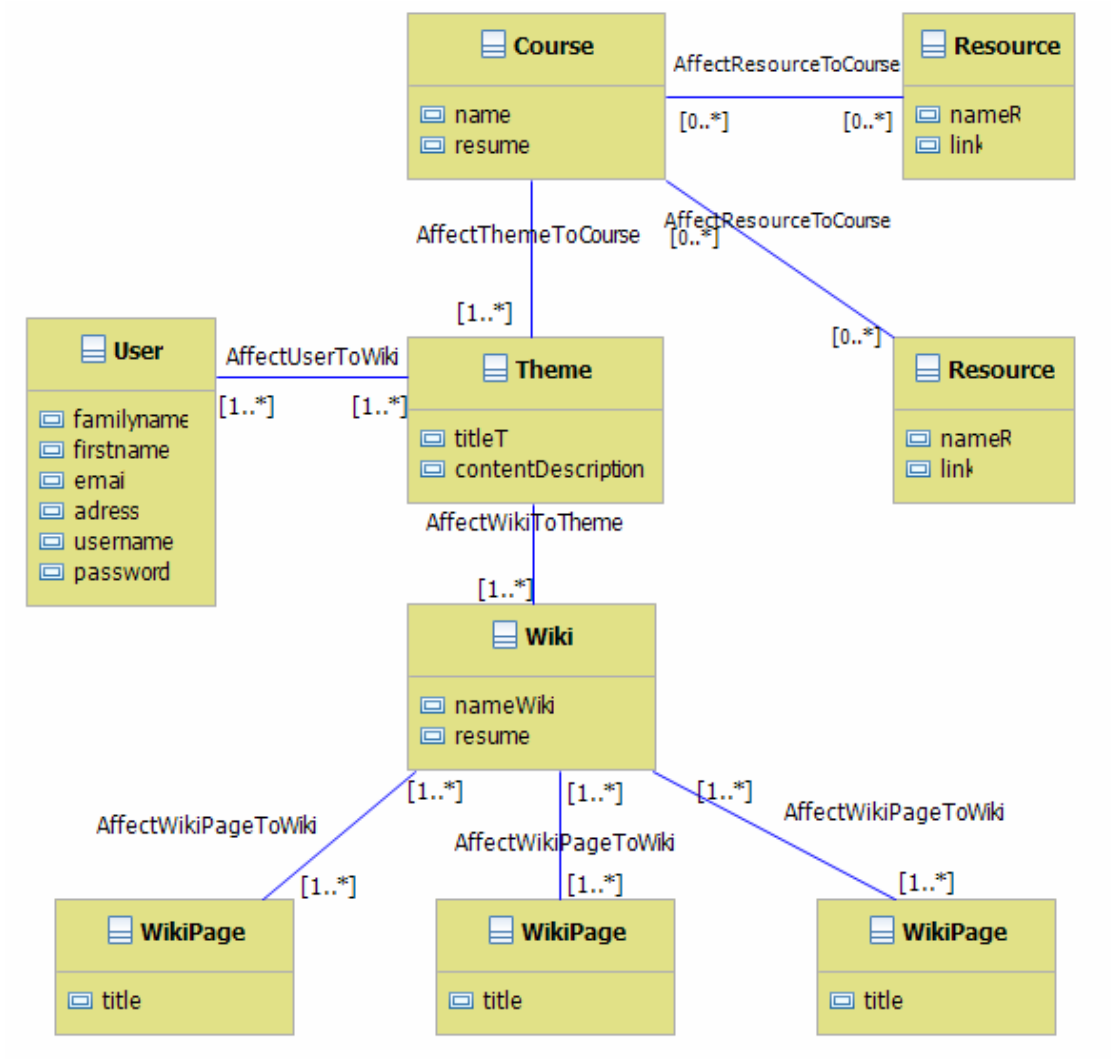 Course
name
resume
AffectResourceToCourse
[0..*]
[0..*]
Resource
nameR
link
AffectThemeToCourse
[1..*]
AffectResourceToCourse
[0..*]
[0..*]
User
familyname
firstname
emai
adress
username
password
AffectUserToWiki
[1..*]
[1..*]
Theme
titleT
contentDescription
Resource
nameR
link
AffectWikiToTheme
[1..*]
Wiki
nameWiki
resume
[1..*]
[1..*]
[1..*]
AffectWikiPageToWiki
AffectWikiPageToWiki
AffectWikiPageToWiki
[1..*]
[1..*]
[1..*]
WikiPage
title
WikiPage
title
WikiPage
title